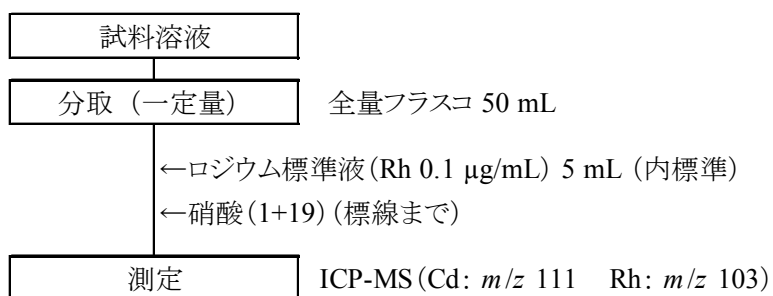 試料溶液
分取（一定量） 全量フラスコ 50 mL
←ロジウム標準液(Rh 0.1 µg/mL) 5 mL (内標準)
←硝酸(1+19) (標線まで)
測定 ICP-MS(Cd: m/z 111 Rh: m/z 103)